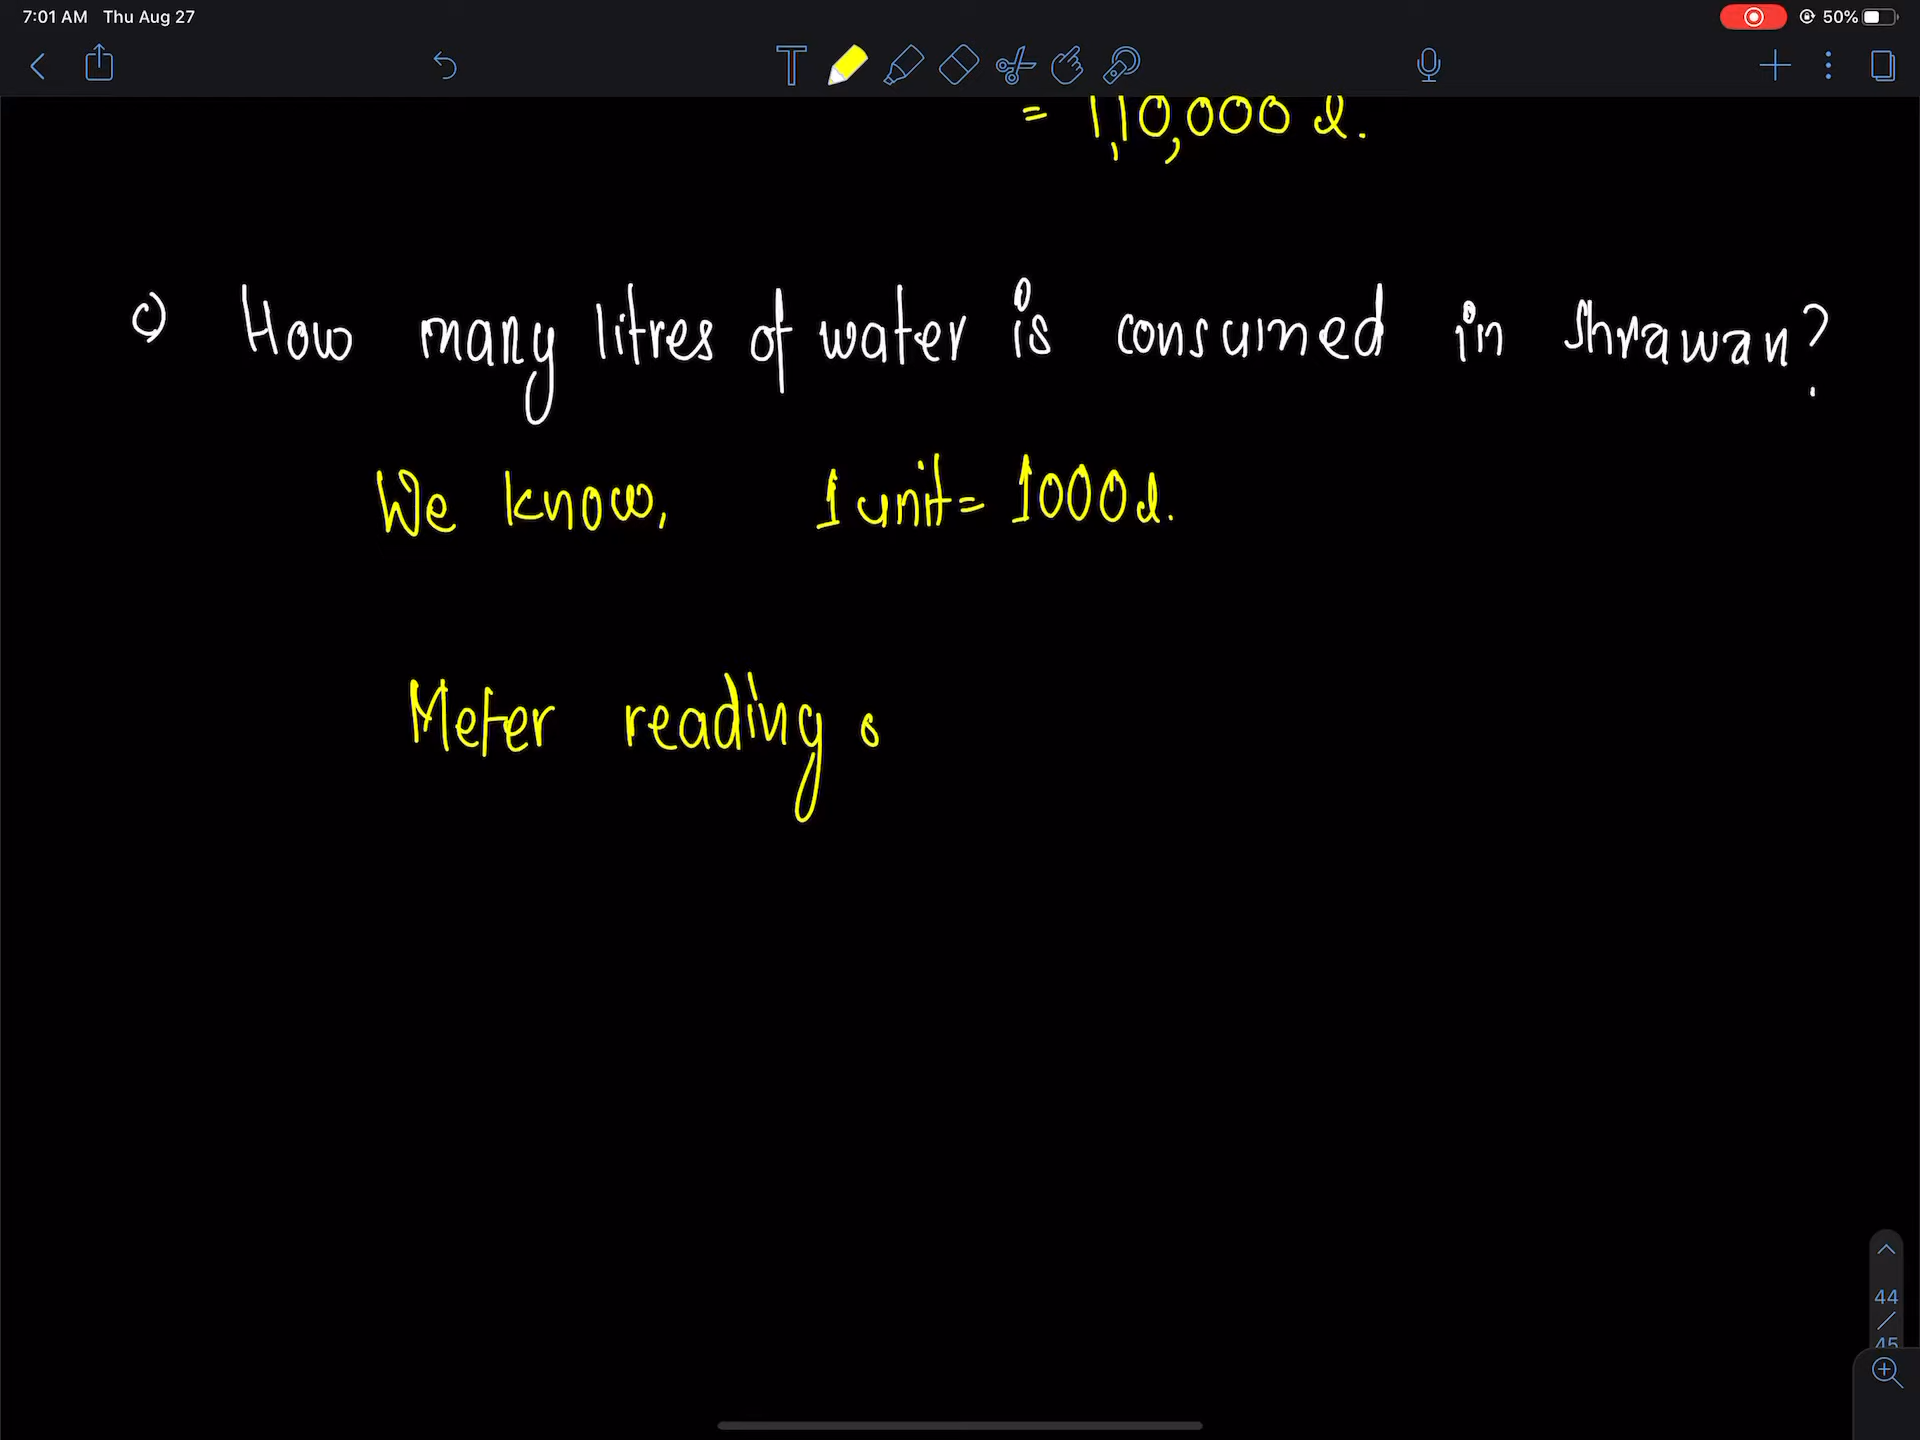 7:01 AM Thu Aug 27
50%
T
= 1,10,000 l.
c) How many litres of water is consumed in Shrawan?
We know, 1 unit = 1000 l.
Meter reading o
44
/
45